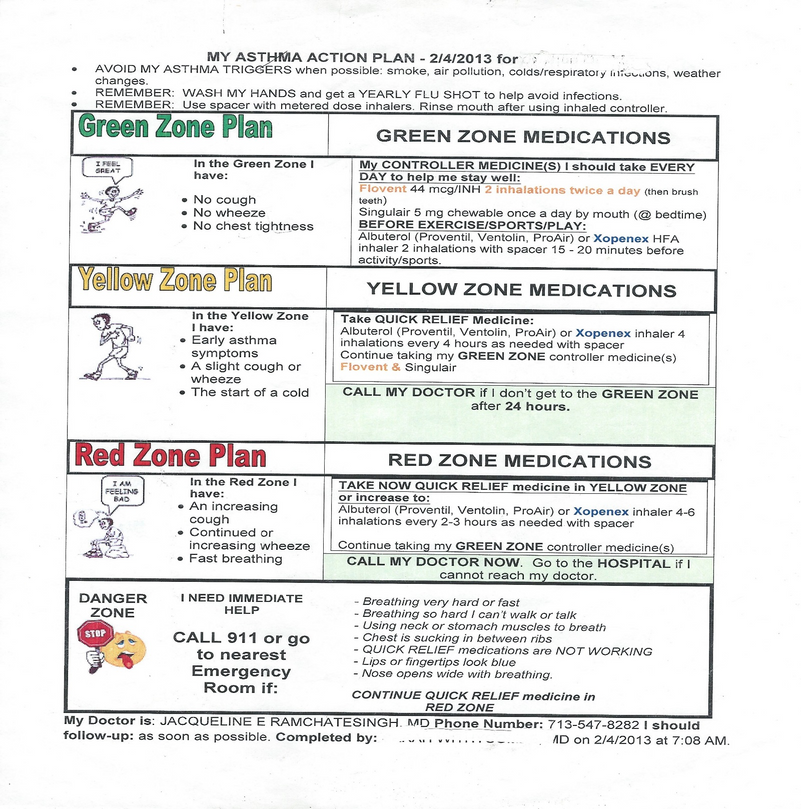 MY ASTHMA ACTION PLAN - 2/4/2013 for
• AVOID MY ASTHMA TRIGGERS when possible: smoke, air pollution, colds/respiratory infections, weather
changes.
• REMEMBER: WASH MY HANDS and get a YEARLY FLU SHOT to help avoid infections.
• REMEMBER: Use spacer with metered dose inhalers. Rinse mouth after using inhaled controller.
Green Zone Plan
GREEN ZONE MEDICATIONS
I FEEL
GREAT
In the Green Zone I
have:
• No cough
• No wheeze
• No chest tightness
My CONTROLLER MEDICINE(S) I should take EVERY
DAY to help me stay well:
Flovent 44 mcg/INH 2 inhalations twice a day (then brush
teeth)
Singulair 5 mg chewable once a day by mouth (@ bedtime)
BEFORE EXERCISE/SPORTS/PLAY:
Albuterol (Proventil, Ventolin, ProAir) or Xopenex HFA
inhaler 2 inhalations with spacer 15 - 20 minutes before
activity/sports.
Yellow Zone Plan
YELLOW ZONE MEDICATIONS
In the Yellow Zone
I have:
• Early asthma
symptoms
• A slight cough or
wheeze
• The start of a cold
Take QUICK RELIEF Medicine:
Albuterol (Proventil, Ventolin, ProAir) or Xopenex inhaler 4
inhalations every 4 hours as needed with spacer
Continue taking my GREEN ZONE controller medicine(s)
Flovent & Singulair
CALL MY DOCTOR if I don't get to the GREEN ZONE
after 24 hours.
Red Zone Plan
RED ZONE MEDICATIONS
I AM
FEELING
BAD
In the Red Zone I
have:
• An increasing
cough
• Continued or
increasing wheeze
• Fast breathing
TAKE NOW QUICK RELIEF medicine in YELLOW ZONE
or increase to:
Albuterol (Proventil, Ventolin, ProAir) or Xopenex inhaler 4-6
inhalations every 2-3 hours as needed with spacer
Continue taking my GREEN ZONE controller medicine(s)
CALL MY DOCTOR NOW. Go to the HOSPITAL if I
cannot reach my doctor.
DANGER
ZONE
STOP
I NEED IMMEDIATE
HELP
CALL 911 or go
to nearest
Emergency
Room if:
- Breathing very hard or fast
- Breathing so hard I can't walk or talk
- Using neck or stomach muscles to breath
- Chest is sucking in between ribs
- QUICK RELIEF medications are NOT WORKING
- Lips or fingertips look blue
- Nose opens wide with breathing.
CONTINUE QUICK RELIEF medicine in
RED ZONE
My Doctor is: JACQUELINE E RAMCHATESINGH, MD Phone Number: 713-547-8282 I should
follow-up: as soon as possible. Completed by: MD on 2/4/2013 at 7:08 AM.